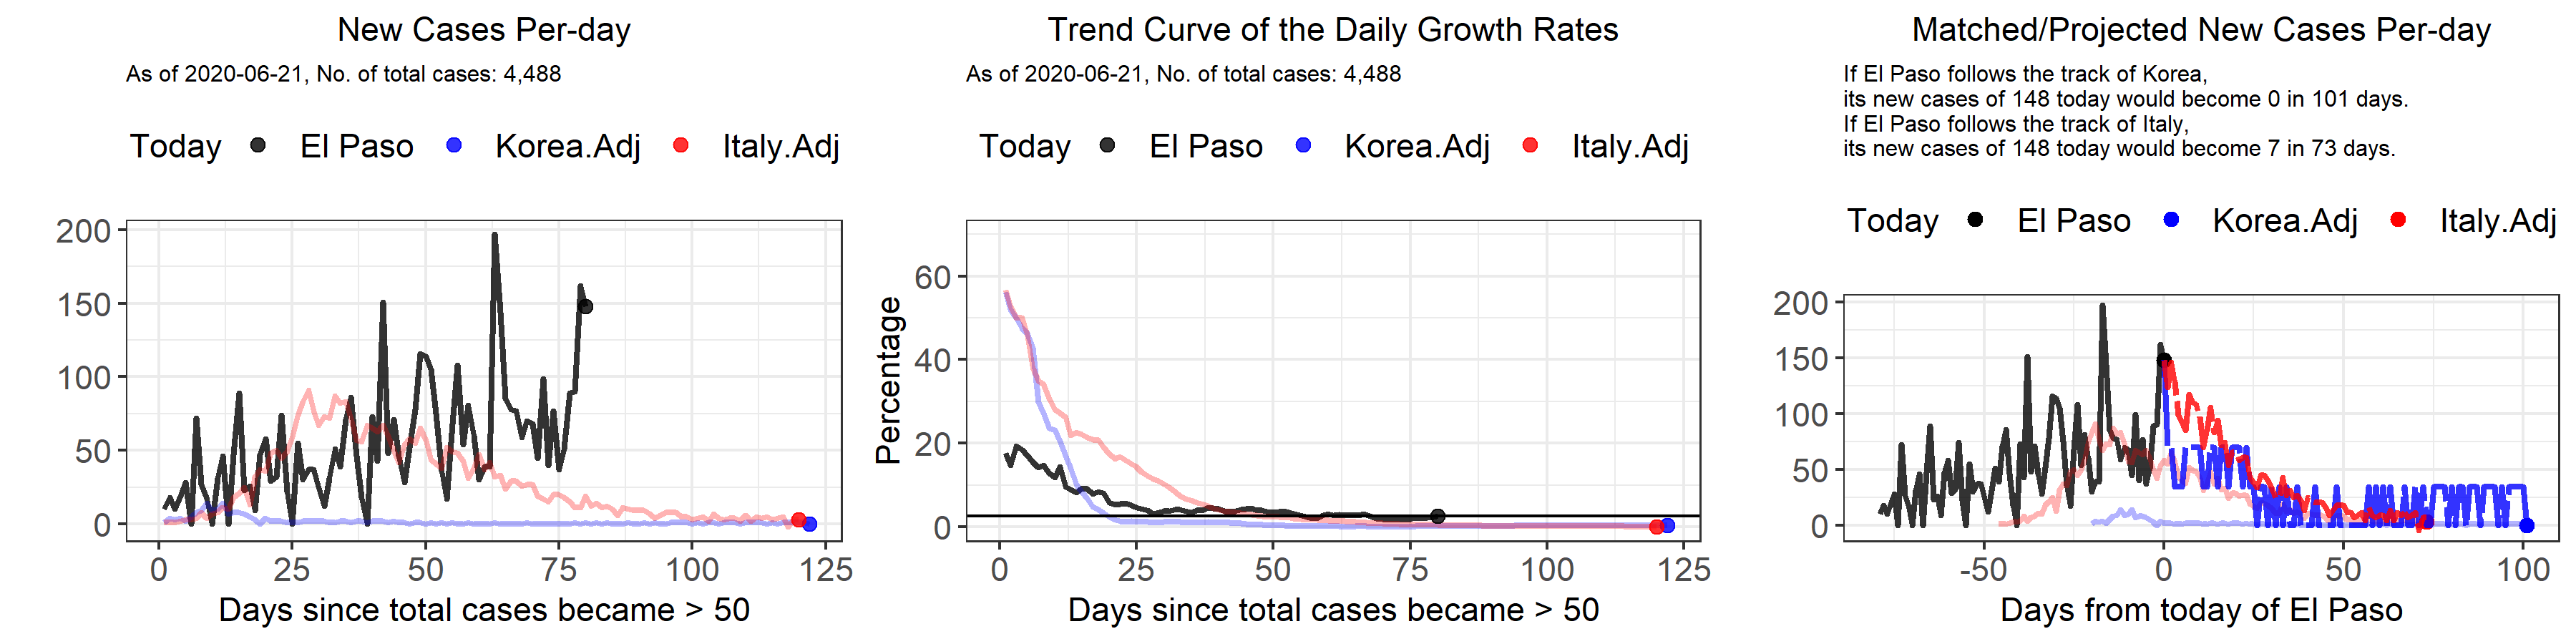 New Cases Per-day
As of 2020-06-21, No. of total cases: 4,488
Today El Paso Korea.Adj Italy.Adj
200
150
100
50
0
0 25 50 75 100 125
Days since total cases became > 50
Trend Curve of the Daily Growth Rates
As of 2020-06-21, No. of total cases: 4,488
Today El Paso Korea.Adj Italy.Adj
Percentage
60
40
20
0
0 25 50 75 100 125
Days since total cases became > 50
Matched/Projected New Cases Per-day
If El Paso follows the track of Korea,
its new cases of 148 today would become 0 in 101 days.
If El Paso follows the track of Italy,
its new cases of 148 today would become 7 in 73 days.
Today El Paso Korea.Adj Italy.Adj
200
150
100
50
0
-50 0 50 100
Days from today of El Paso